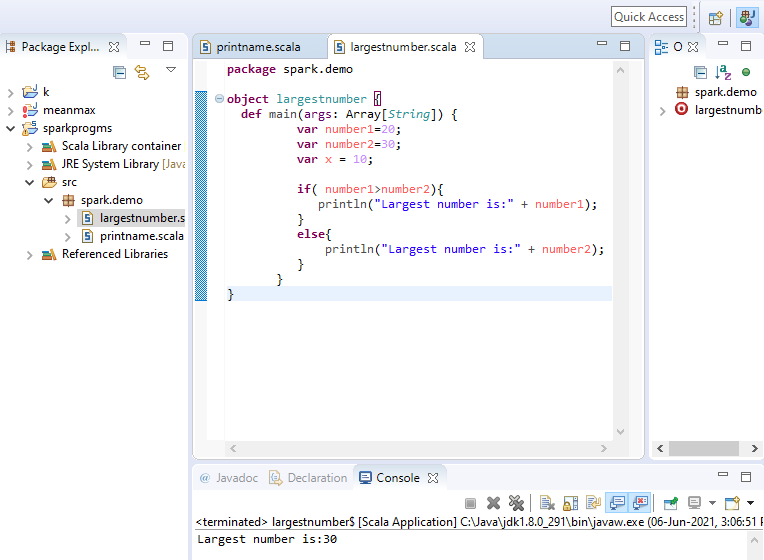 Quick Access
Package Expl...
k
meanmax
sparkprogms
Scala Library container
JRE System Library [Java
src
spark.demo
largestnumber.s
printname.scala
Referenced Libraries
printname.scala
largestnumber.scala
package spark.demo
object largestnumber {
def main(args: Array[String]) {
var number1=20;
var number2=30;
var x = 10;
if( number1>number2){
println("Largest number is:" + number1);
}
else{
println("Largest number is:" + number2);
}
}
}
O
spark.demo
largestnumb
Javadoc
Declaration
Console
<terminated> largestnumber$ [Scala Application] C:\Java\jdk1.8.0_291\bin\javaw.exe (06-Jun-2021, 3:06:51 P
Largest number is:30